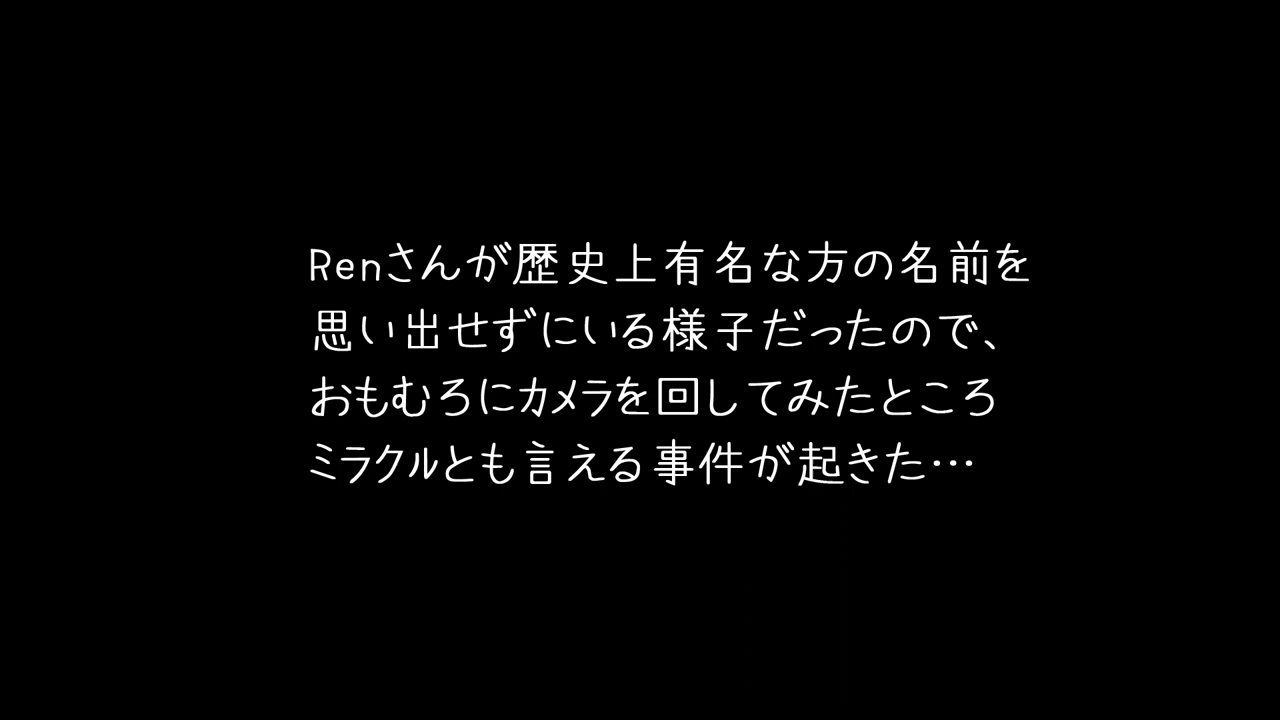 Renさんが歴史上有名な方の名前を
思い出せずにいる様子だったので、
おもむろにカメラを回してみたところ
ミラクルとも言える事件が起きた…